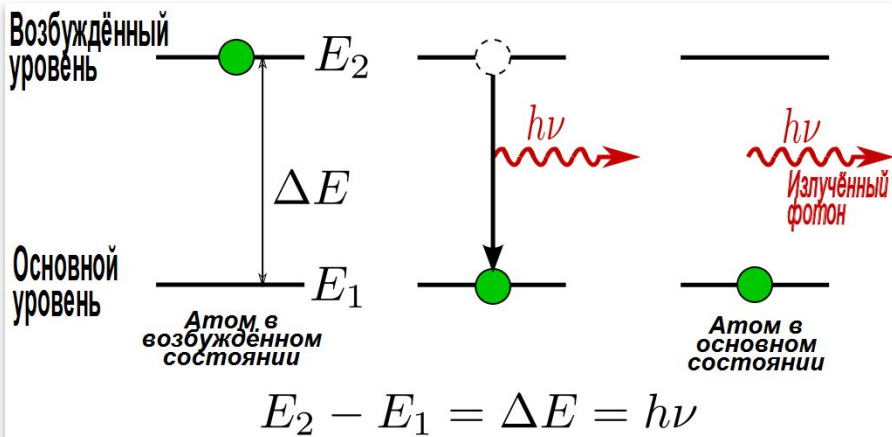 Возбуждённый
уровень
E₂
hν
hν
Излучённый
фотон
ΔE
Основной
уровень
E₁
Атом в
возбуждённом
состоянии
Атом в
основном
состоянии
E₂ − E₁ = ΔE = hν